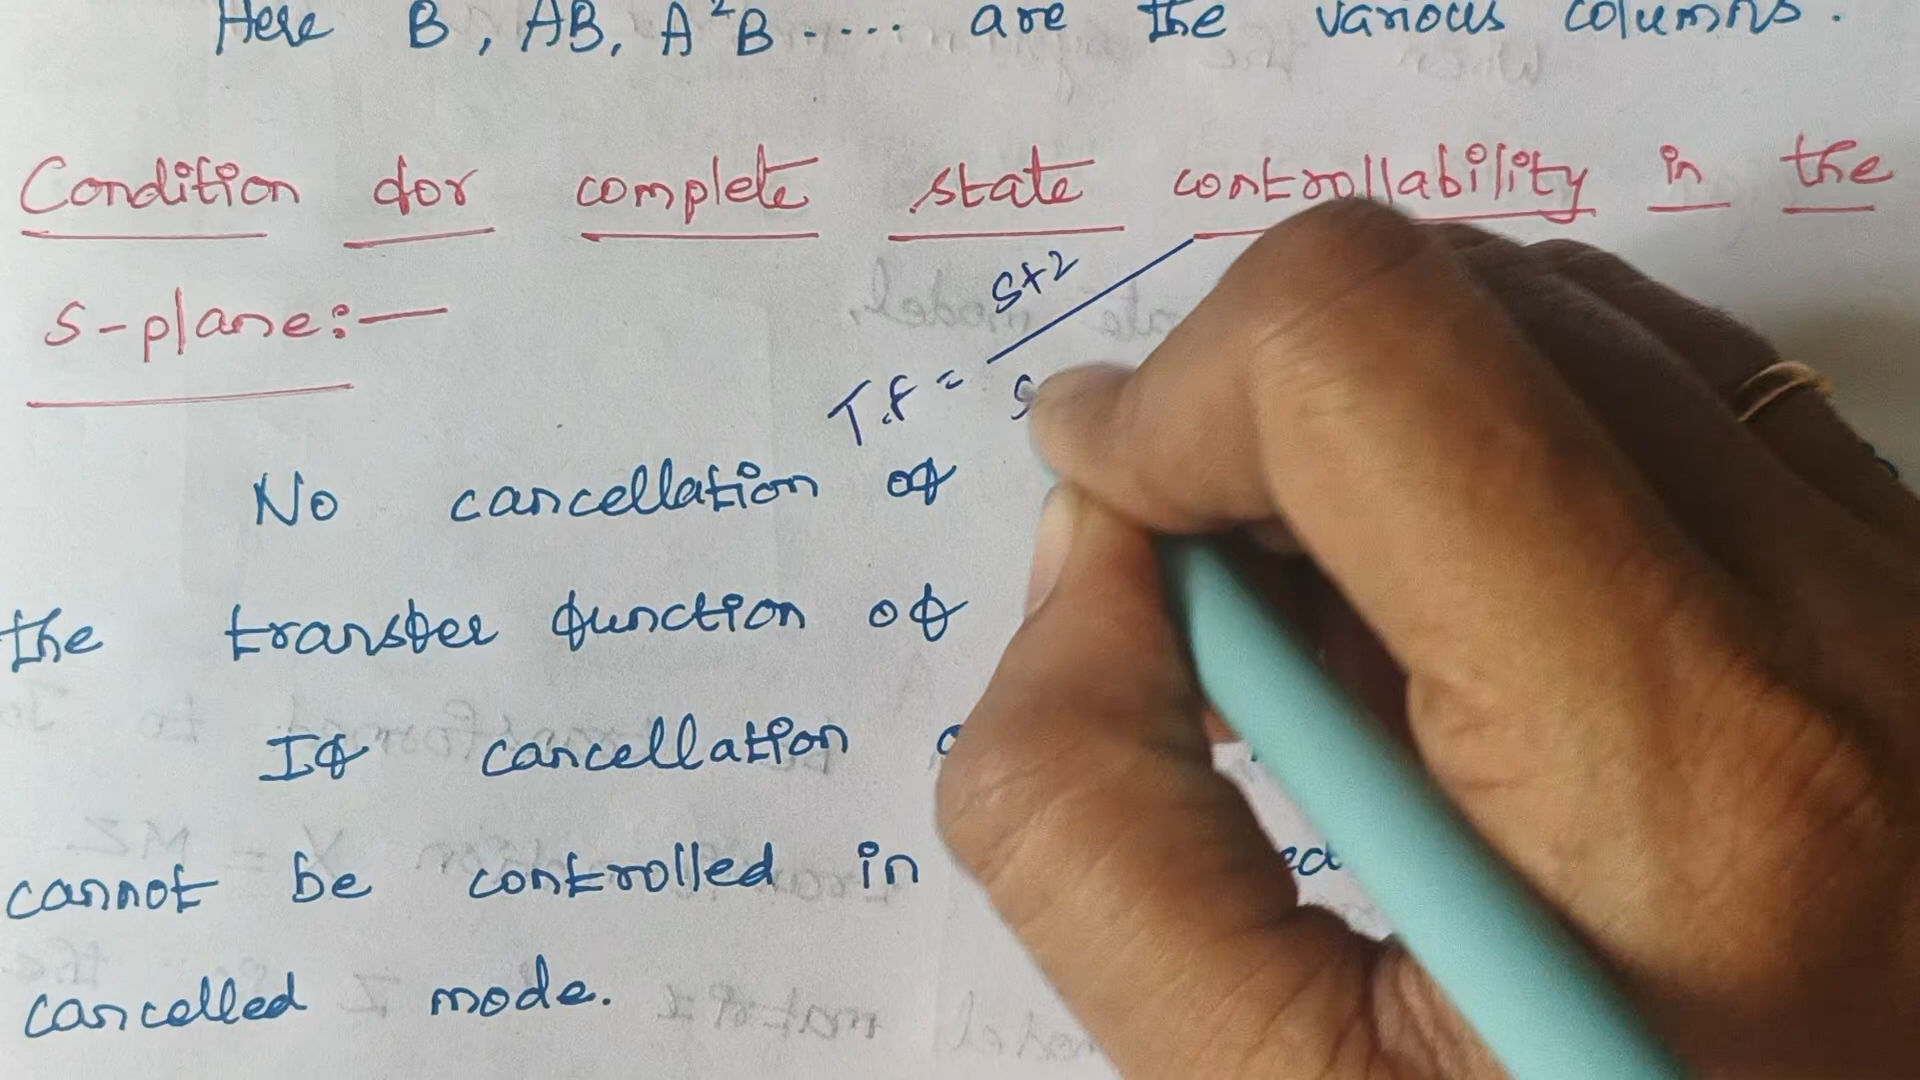 Here B, AB, A²B ..... are the various columns.
Condition for complete state controllability in the
s-plane:—
s+2
T.F = s
No cancellation of
the transfer function of
If cancellation
cannot be controlled in
cancelled mode.